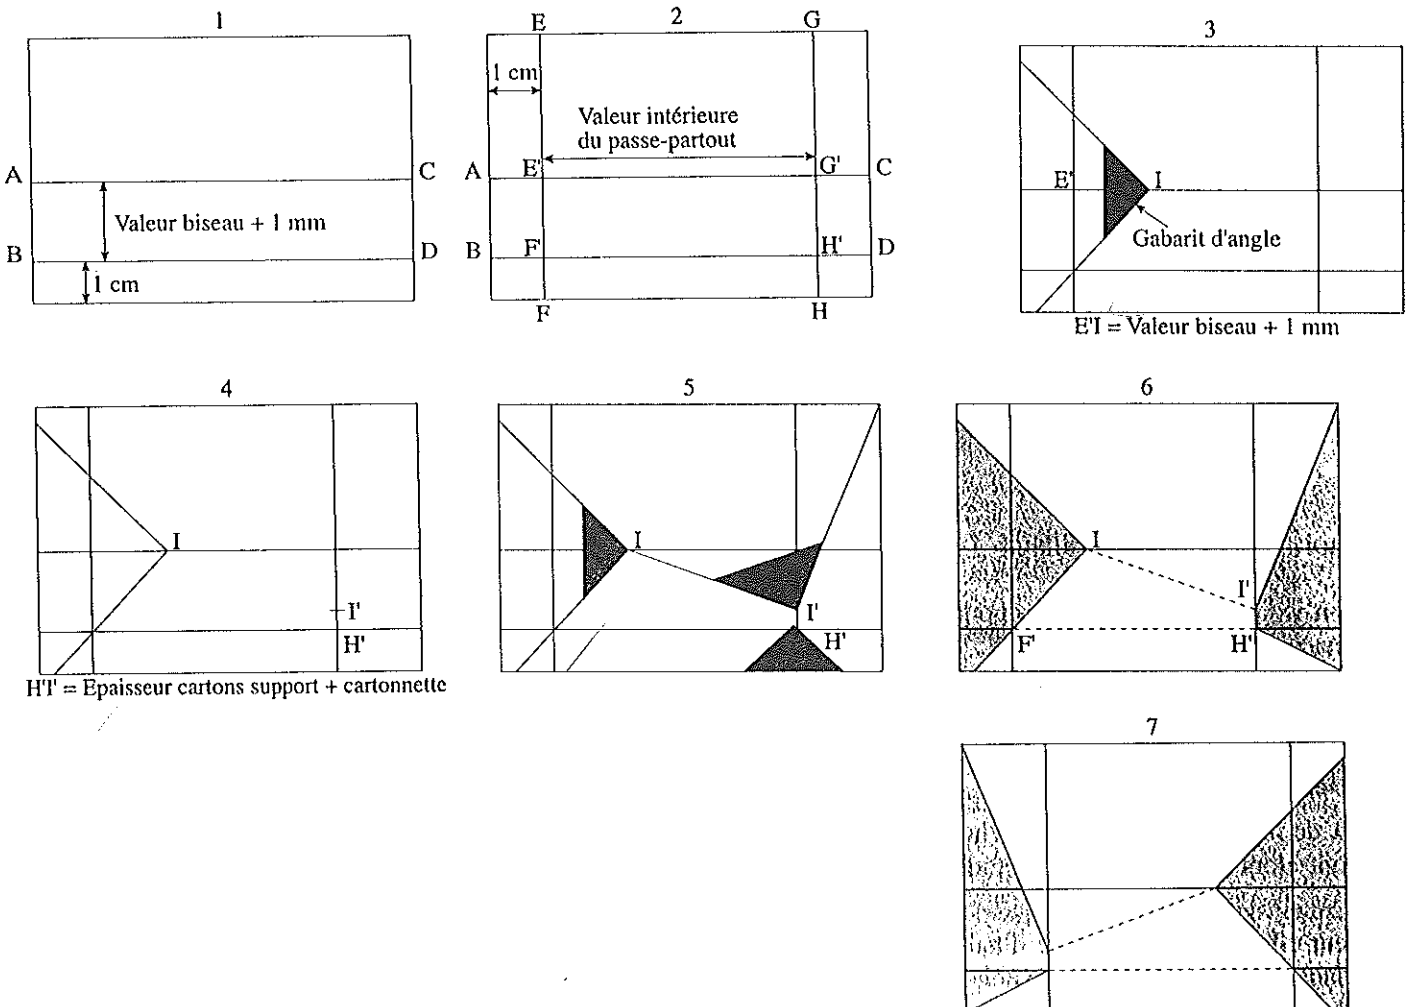 1
A
C
Valeur biseau + 1 mm
B
D
1 cm
E
2
G
1 cm
Valeur intérieure
du passe-partout
A
E'
G'
C
B
F'
H'
D
F
H
3
E'
I
Gabarit d'angle
E'I = Valeur biseau + 1 mm
4
I
I'
H'
H'I' = Epaisseur cartons support + cartonnette
5
I
I'
H'
6
I
I'
F'
H'
7